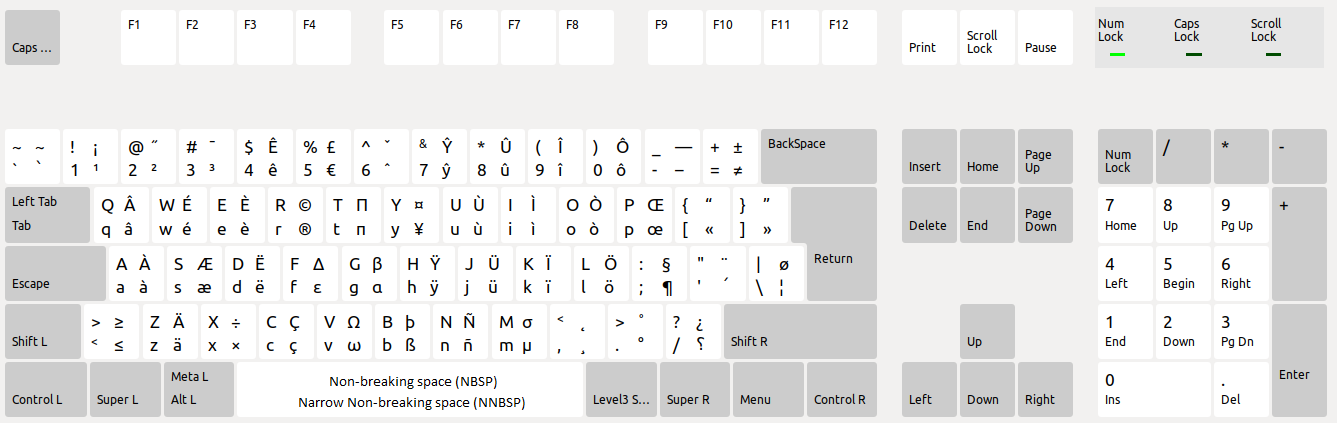 Caps ...
F1
F2
F3
F4
F5
F6
F7
F8
F9
F10
F11
F12
Print
Scroll
Lock
Pause
Num
Lock
Caps
Lock
Scroll
Lock
~ ~
` `
! ¡
1 ¹
@ ˝
2 ²
# ¯
3 ³
$ Ê
4 ê
% £
5 €
^ ˇ
6 ˆ
& Ŷ
7 ŷ
* Û
8 û
( Î
9 î
) Ô
0 ô
_ —
- –
+ ±
= ≠
BackSpace
Insert
Home
Page
Up
Num
Lock
/
*
-
Left Tab
Tab
Q Â
q â
W É
w é
E È
e è
R ©
r ®
T Π
t π
Y ¤
y ¥
U Ù
u ù
I Ì
i ì
O Ò
o ò
P Œ
p œ
{ “
[ «
} ”
] »
Return
Delete
End
Page
Down
7
Home
8
Up
9
Pg Up
+
Escape
A À
a à
S Æ
s æ
D Ë
d ë
F Δ
f ε
G β
g α
H Ÿ
h ÿ
J Ü
j ü
K Ï
k ï
L Ö
l ö
: §
; ¶
" ¨
' ´
| ø
\ ¦
4
Left
5
Begin
6
Right
Shift L
> ≥
< ≤
Z Ä
z ä
X ÷
x ×
C Ç
c ç
V Ω
v ω
B þ
b ß
N Ñ
n ñ
M σ
m µ
< ˛
, ¸
> °
. °
? ¿
/ ⸮
Shift R
Up
1
End
2
Down
3
Pg Dn
Enter
Control L
Super L
Meta L
Alt L
Non-breaking space (NBSP)
Narrow Non-breaking space (NNBSP)
Level3 S...
Super R
Menu
Control R
Left
Down
Right
0
Ins
.
Del